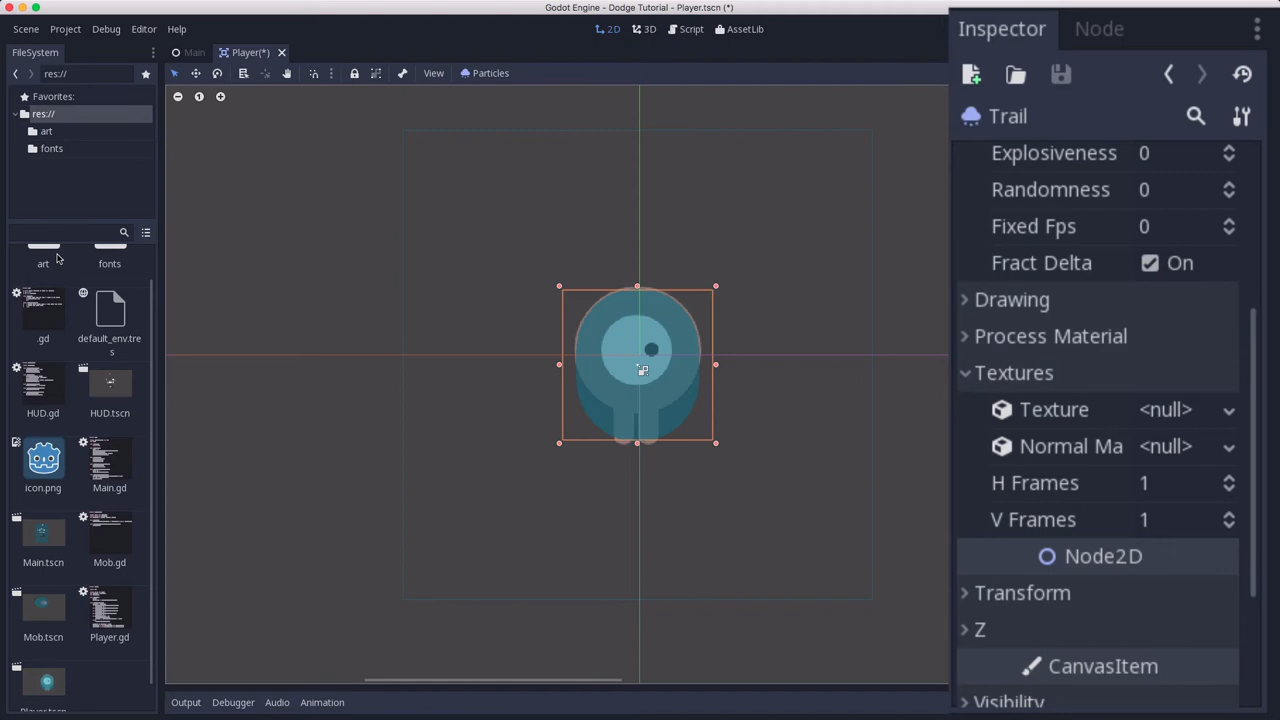 Godot Engine - Dodge Tutorial - Player.tscn (*)
Scene Project Debug Editor Help
2D 3D Script AssetLib
FileSystem
Main Player(*)
res://
View Particles
Favorites:
res://
art
fonts
art fonts
.gd default_env.tre
s
HUD.gd HUD.tscn
icon.png Main.gd
Main.tscn Mob.gd
Mob.tscn Player.gd
Player.tscn
Output Debugger Audio Animation
Inspector Node
Trail
Explosiveness 0
Randomness 0
Fixed Fps 0
Fract Delta On
Drawing
Process Material
Textures
Texture <null>
Normal Ma <null>
H Frames 1
V Frames 1
Node2D
Transform
Z
CanvasItem
Visibility